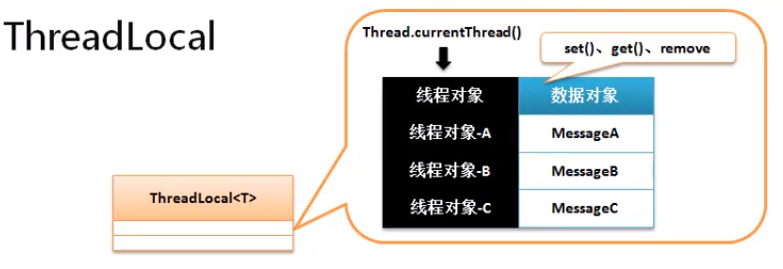 ThreadLocal
Thread.currentThread()
set()、get()、remove
线程对象 数据对象
线程对象-A MessageA
线程对象-B MessageB
线程对象-C MessageC
ThreadLocal<T>